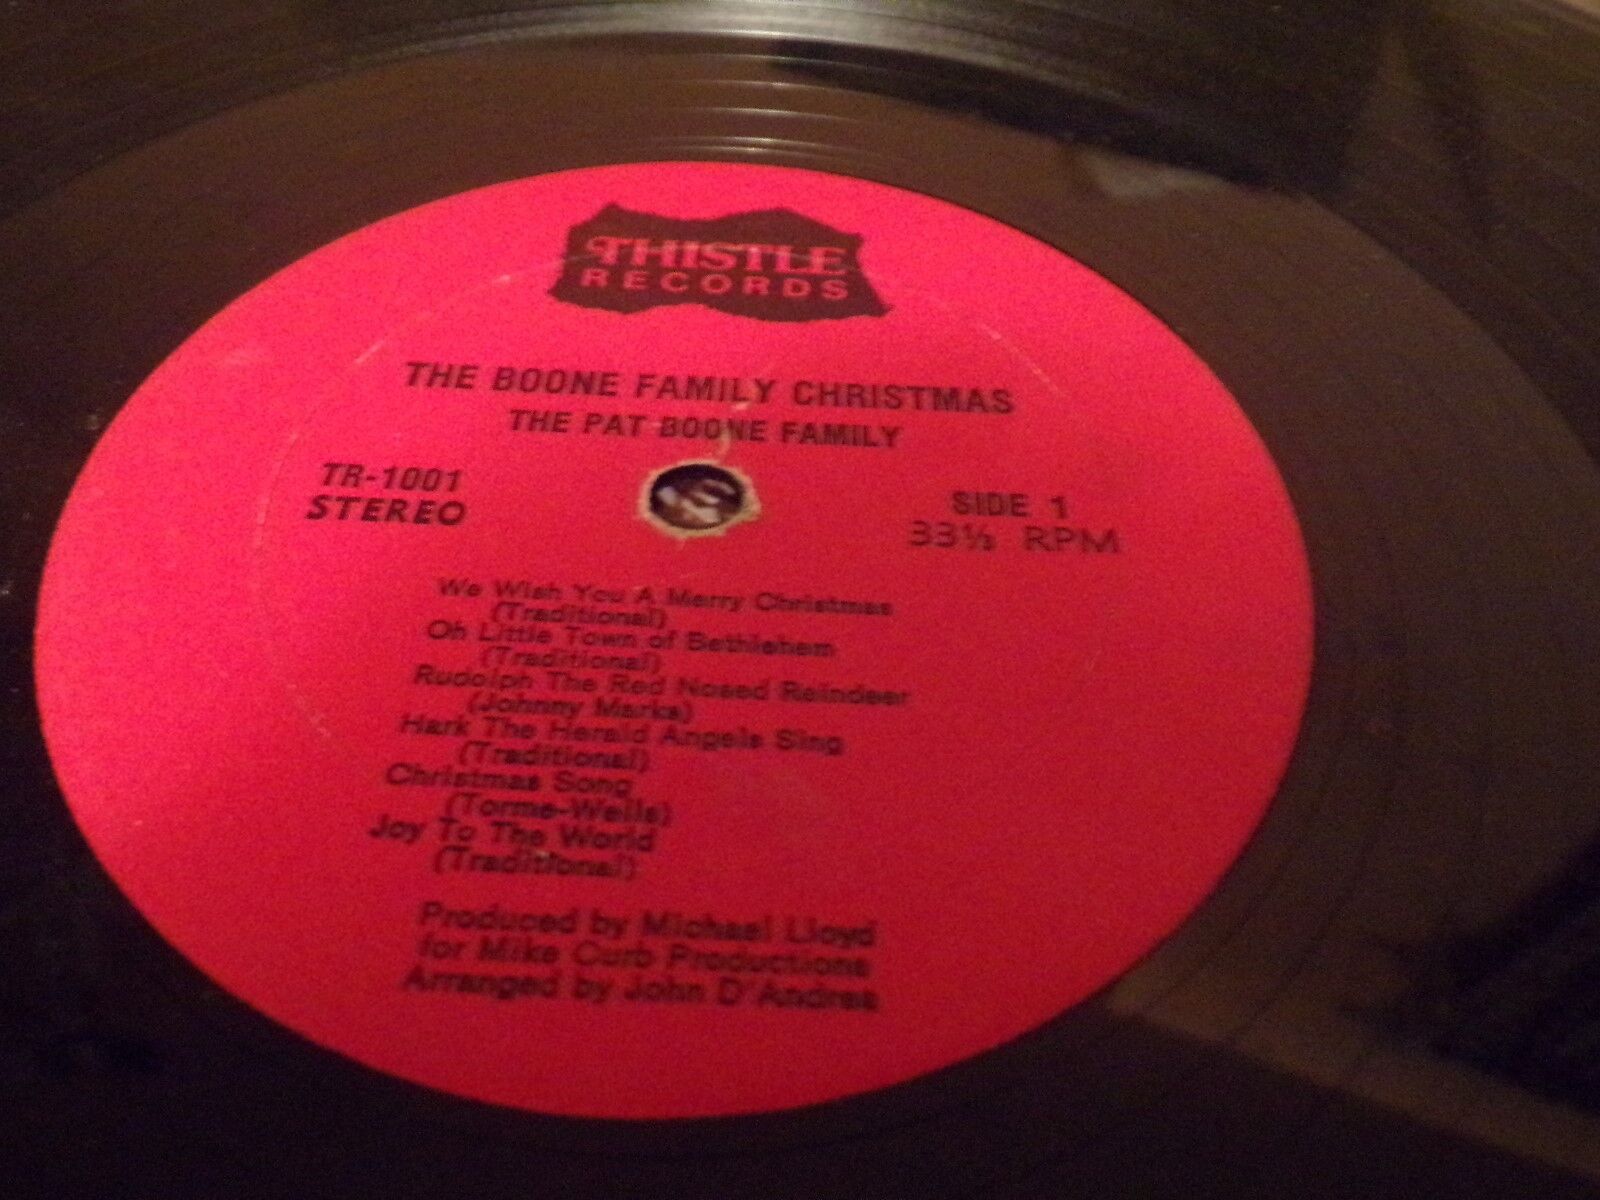 THISTLE
RECORDS
THE BOONE FAMILY CHRISTMAS
THE PAT BOONE FAMILY
TR-1001
STEREO
SIDE 1
33⅓ RPM
We Wish You A Merry Christmas
(Traditional)
Oh Little Town of Bethlehem
(Traditional)
Rudolph The Red Nosed Reindeer
(Johnny Marks)
Hark The Herald Angels Sing
(Traditional)
Christmas Song
(Torme-Wells)
Joy To The World
(Traditional)
Produced by Michael Lloyd
for Mike Curb Productions
Arranged by John D'Andrea